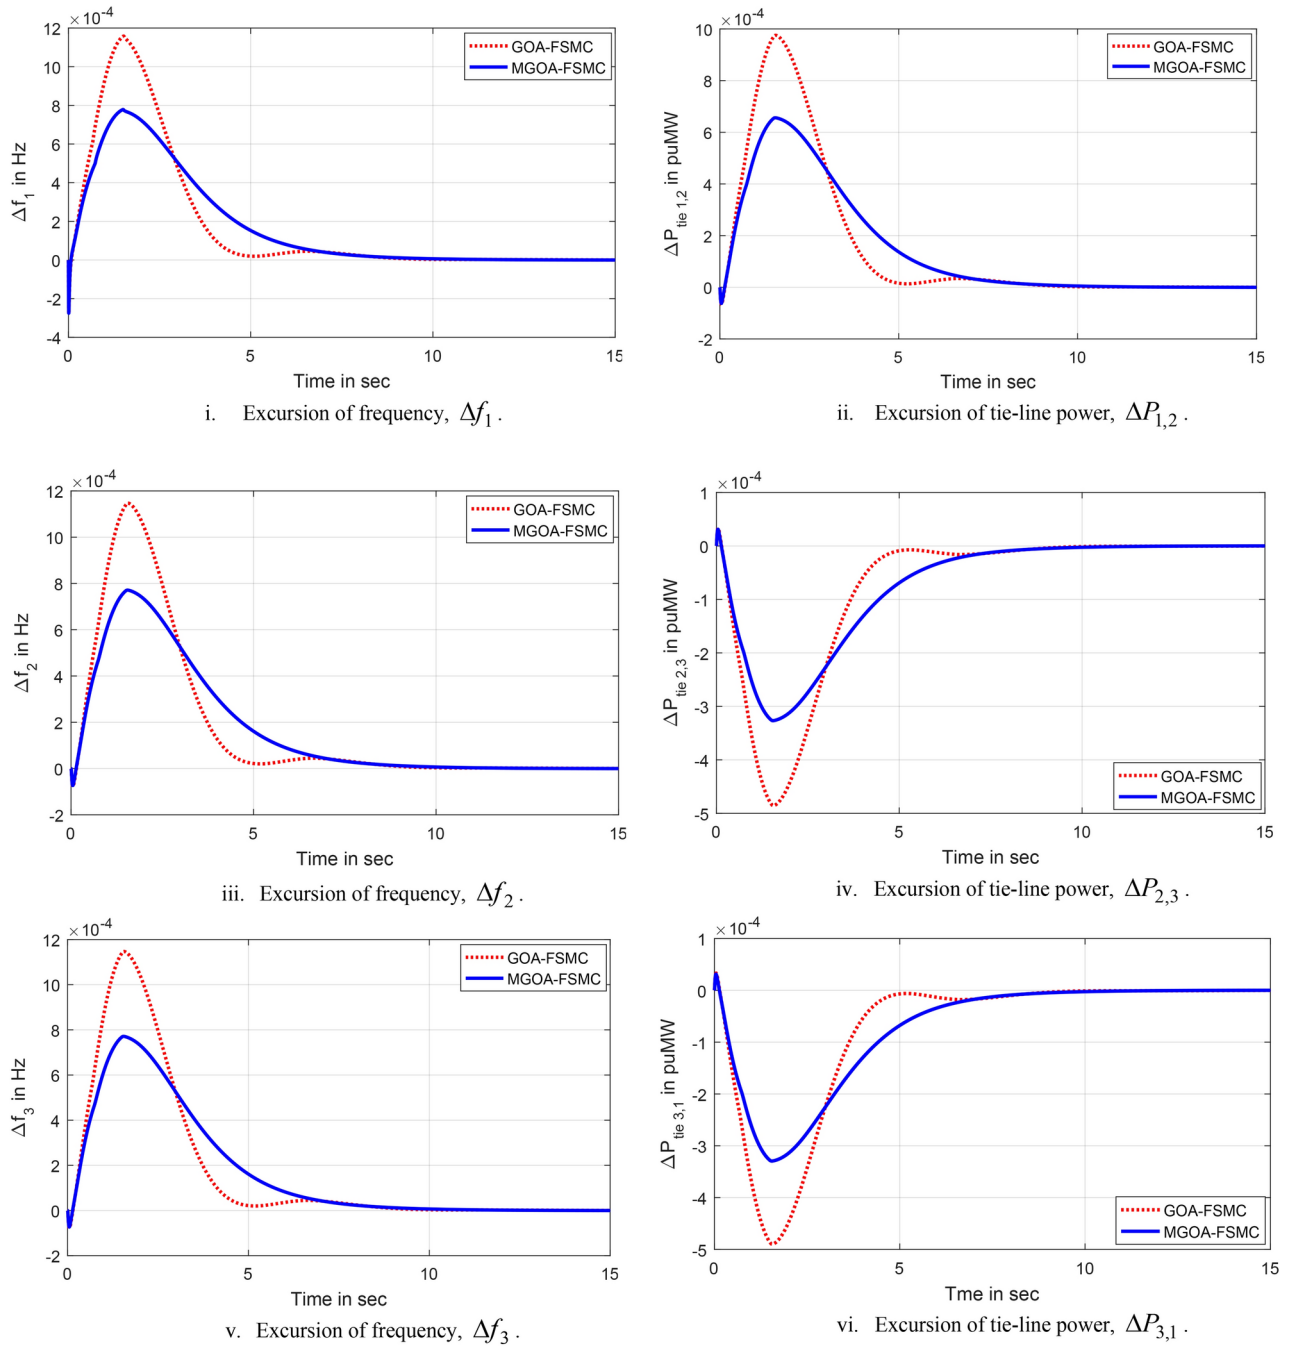 ×10-4
12
10
8
6
4
2
0
-2
-4
Δf1 in Hz
GOA-FSMC
MGOA-FSMC
0 5 10 15
Time in sec
i. Excursion of frequency, Δf1 .
×10-4
10
8
6
4
2
0
-2
ΔPtie 1,2 in puMW
GOA-FSMC
MGOA-FSMC
0 5 10 15
Time in sec
ii. Excursion of tie-line power, ΔP1,2 .
×10-4
12
10
8
6
4
2
0
-2
Δf2 in Hz
GOA-FSMC
MGOA-FSMC
0 5 10 15
Time in sec
iii. Excursion of frequency, Δf2 .
×10-4
1
0
-1
-2
-3
-4
-5
ΔPtie 2,3 in puMW
GOA-FSMC
MGOA-FSMC
0 5 10 15
Time in sec
iv. Excursion of tie-line power, ΔP2,3 .
×10-4
12
10
8
6
4
2
0
-2
Δf3 in Hz
GOA-FSMC
MGOA-FSMC
0 5 10 15
Time in sec
v. Excursion of frequency, Δf3 .
×10-4
1
0
-1
-2
-3
-4
-5
ΔPtie 3,1 in puMW
GOA-FSMC
MGOA-FSMC
0 5 10 15
Tme in sec
vi. Excursion of tie-line power, ΔP3,1 .